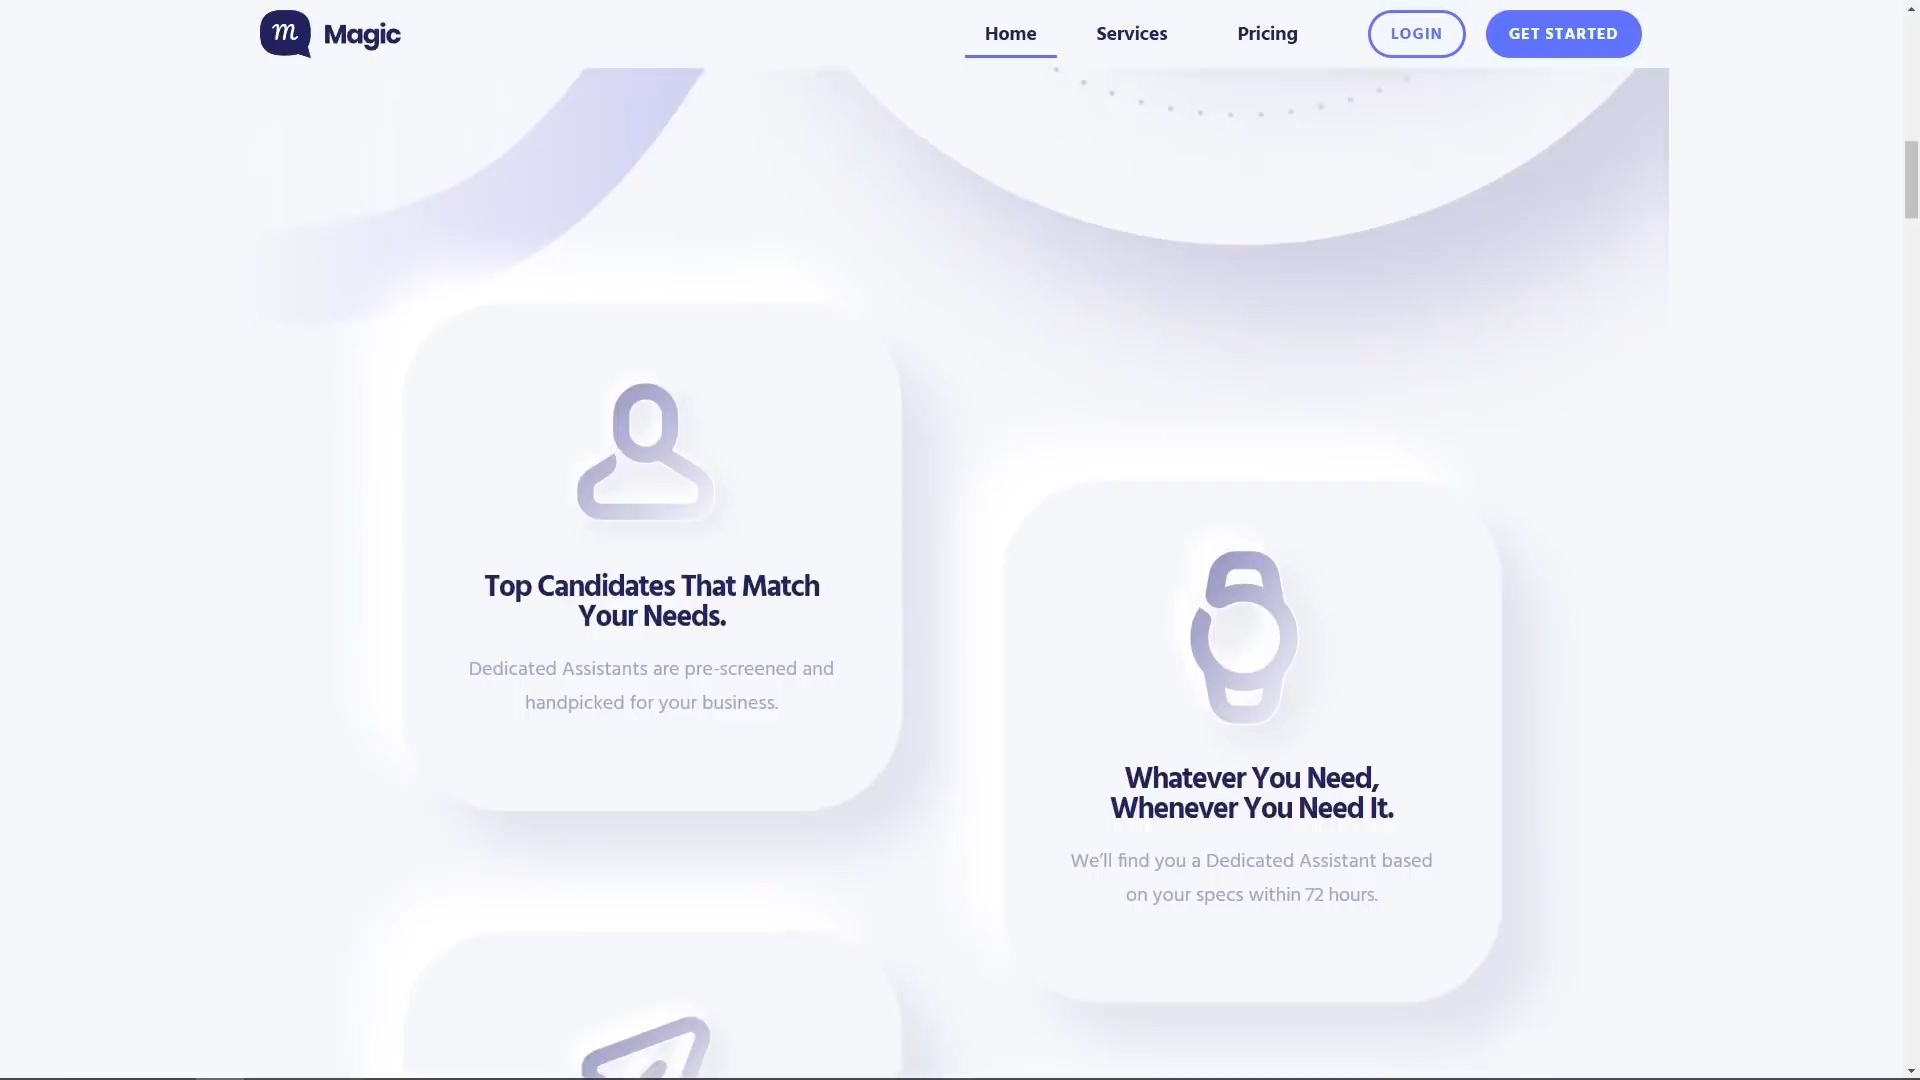 m Magic
Home
Services
Pricing
LOGIN
GET STARTED
Top Candidates That Match
Your Needs.
Dedicated Assistants are pre-screened and
handpicked for your business.
Whatever You Need,
Whenever You Need It.
We’ll find you a Dedicated Assistant based
on your specs within 72 hours.